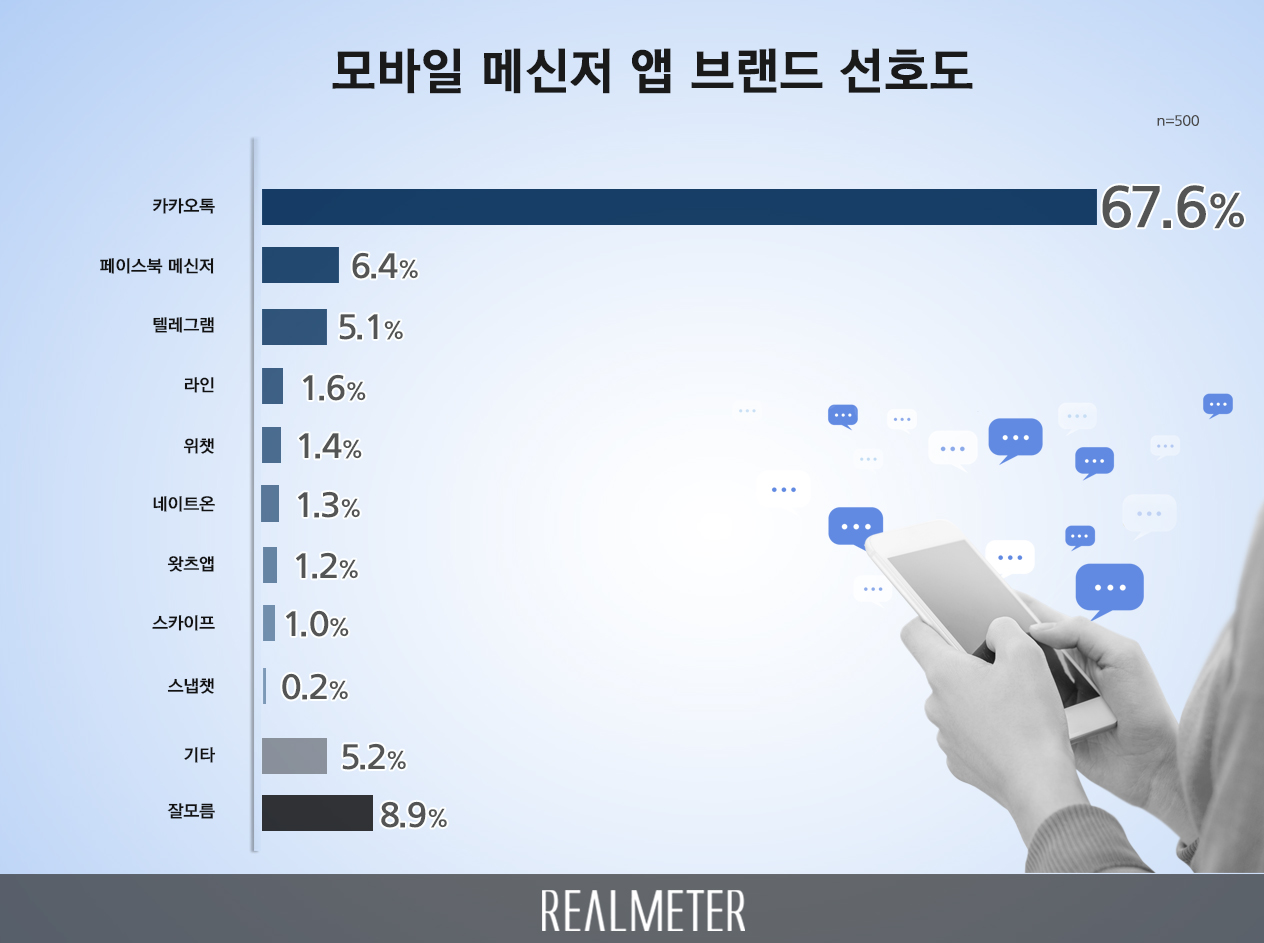 모바일 메신저 앱 브랜드 선호도
n=500
카카오톡 67.6%
페이스북 메신저 6.4%
텔레그램 5.1%
라인 1.6%
위챗 1.4%
네이트온 1.3%
왓츠앱 1.2%
스카이프 1.0%
스냅챗 0.2%
기타 5.2%
잘모름 8.9%
REALMETER